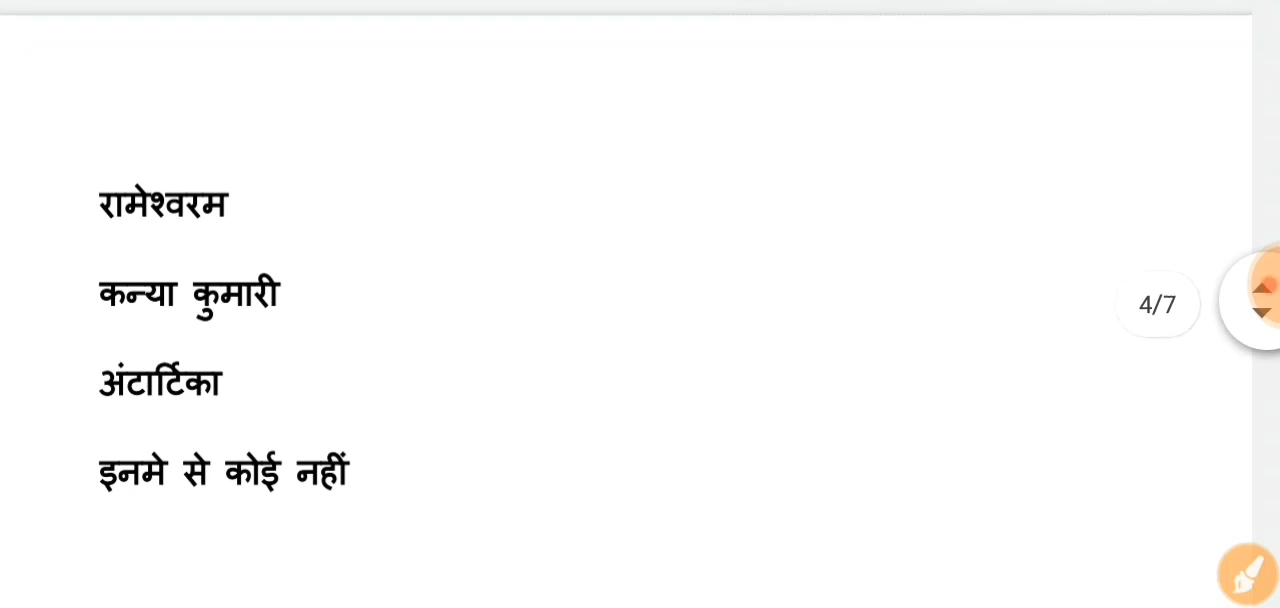 रामेश्वरम
कन्या कुमारी
4/7
अंटार्टिका
इनमे से कोई नहीं